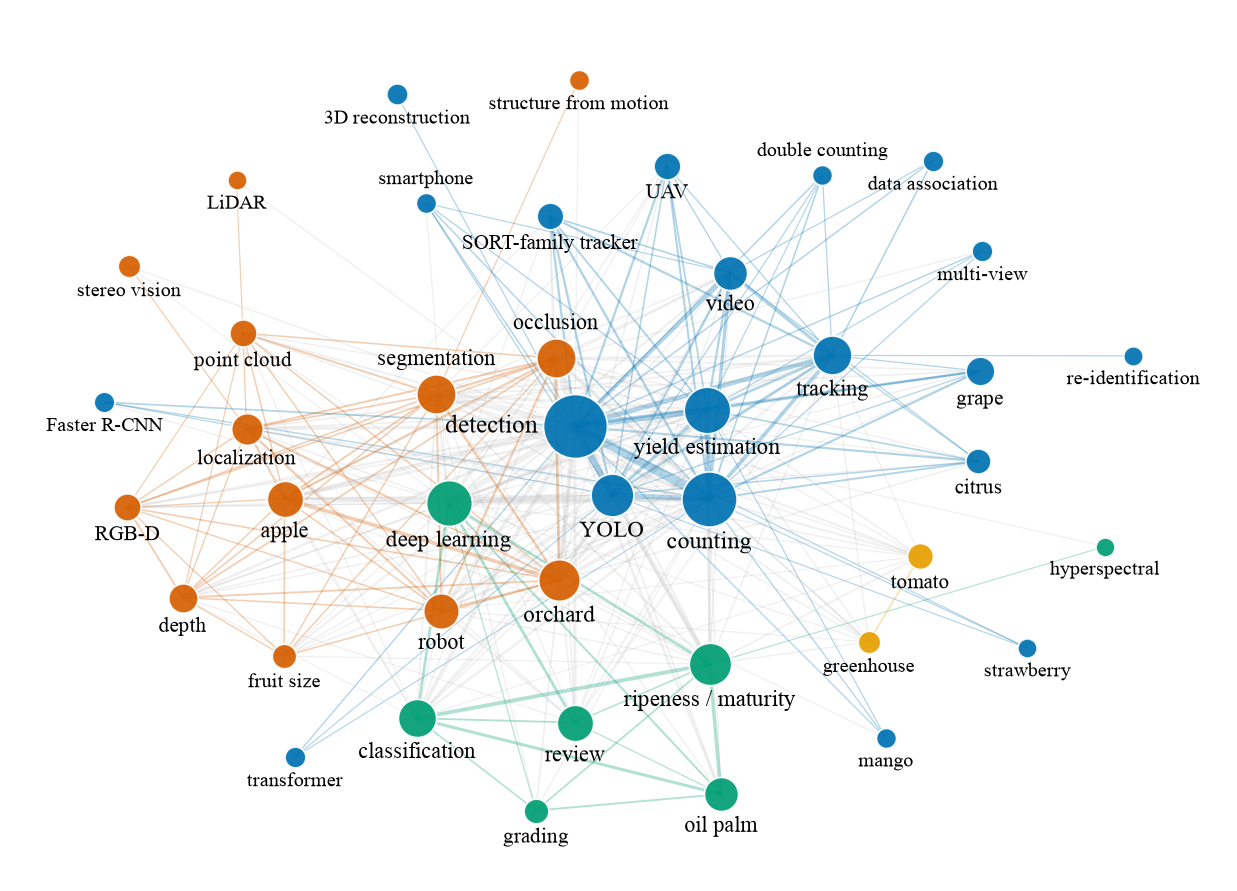 structure from motion
3D reconstruction
double counting
smartphone
data association
UAV
LiDAR
SORT-family tracker
multi-view
stereo vision
video
occlusion
segmentation
point cloud
re-identification
tracking
grape
Faster R-CNN
detection
yield estimation
localization
citrus
RGB-D
apple
YOLO
deep learning
counting
hyperspectral
tomato
orchard
depth
robot
greenhouse
strawberry
fruit size
ripeness / maturity
classification
review
mango
transformer
oil palm
grading